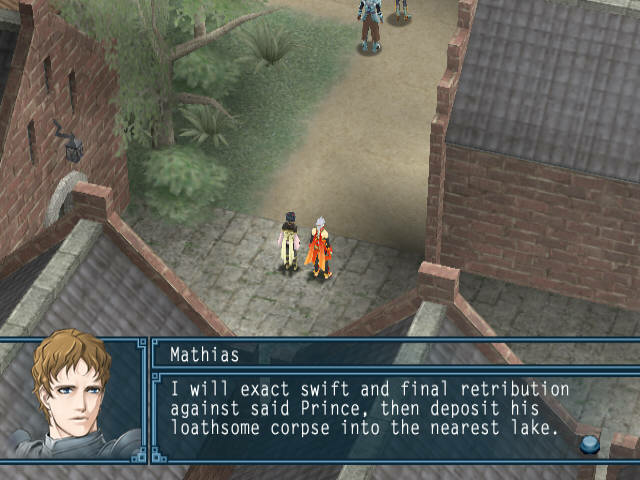 Mathias
I will exact swift and final retribution
against said Prince, then deposit his
loathsome corpse into the nearest lake.